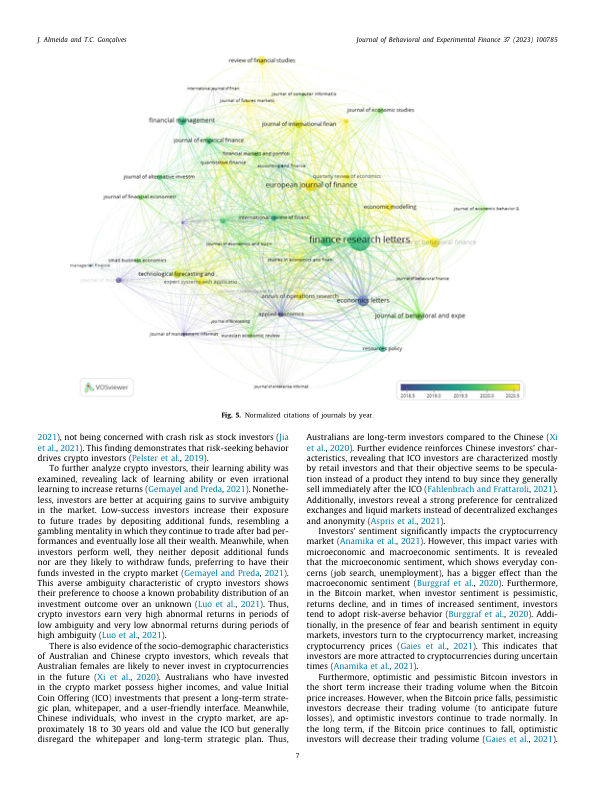 J. Almeida and T.C. Gonçalves
Journal of Behavioral and Experimental Finance 37 (2023) 100785
review of financial studies
international journal of finan
journal of computer informatio
journal of futures markets
journal of economic studies
financial management
journal of international finan
journal of empirical finance
financial markets and portfoli
quantitative finance
accounting and finance
journal of alternative investm
quarterly review of economics
european journal of finance
journal of financial economics
economic modelling
journal of economic behavior &
international review of financ
finance research letters
of behavioral finance
journal of economics and busin
studies in economics and finan
small business economics
managerial finance
technological forecasting and
expert systems with applicatio
journal of behavioral finance
annals of operations research
economics letters
applied economics
journal of behavioral and expe
journal of forecasting
journal of management informat
eurasian economic review
resources policy
journal of enterprise informat
VOSviewer
2018.5 2019.0 2019.5 2020.0 2020.5
Fig. 5. Normalized citations of journals by year.
2021), not being concerned with crash risk as stock investors (Jia
et al., 2021). This finding demonstrates that risk-seeking behavior
drives crypto investors (Pelster et al., 2019).
To further analyze crypto investors, their learning ability was
examined, revealing lack of learning ability or even irrational
learning to increase returns (Gemayel and Preda, 2021). Nonethe-
less, investors are better at acquiring gains to survive ambiguity
in the market. Low-success investors increase their exposure
to future trades by depositing additional funds, resembling a
gambling mentality in which they continue to trade after bad per-
formances and eventually lose all their wealth. Meanwhile, when
investors perform well, they neither deposit additional funds
nor are they likely to withdraw funds, preferring to have their
funds invested in the crypto market (Gemayel and Preda, 2021).
This averse ambiguity characteristic of crypto investors shows
their preference to choose a known probability distribution of an
investment outcome over an unknown (Luo et al., 2021). Thus,
crypto investors earn very high abnormal returns in periods of
low ambiguity and very low abnormal returns during periods of
high ambiguity (Luo et al., 2021).
There is also evidence of the socio-demographic characteristics
of Australian and Chinese crypto investors, which reveals that
Australian females are likely to never invest in cryptocurrencies
in the future (Xi et al., 2020). Australians who have invested
in the crypto market possess higher incomes, and value Initial
Coin Offering (ICO) investments that present a long-term strate-
gic plan, whitepaper, and a user-friendly interface. Meanwhile,
Chinese individuals, who invest in the crypto market, are ap-
proximately 18 to 30 years old and value the ICO but generally
disregard the whitepaper and long-term strategic plan. Thus,
Australians are long-term investors compared to the Chinese (Xi
et al., 2020). Further evidence reinforces Chinese investors' char-
acteristics, revealing that ICO investors are characterized mostly
by retail investors and that their objective seems to be specula-
tion instead of a product they intend to buy since they generally
sell immediately after the ICO (Fahlenbrach and Frattaroli, 2021).
Additionally, investors reveal a strong preference for centralized
exchanges and liquid markets instead of decentralized exchanges
and anonymity (Aspris et al., 2021).
Investors' sentiment significantly impacts the cryptocurrency
market (Anamika et al., 2021). However, this impact varies with
microeconomic and macroeconomic sentiments. It is revealed
that the microeconomic sentiment, which shows everyday con-
cerns (job search, unemployment), has a bigger effect than the
macroeconomic sentiment (Burggraf et al., 2020). Furthermore,
in the Bitcoin market, when investor sentiment is pessimistic,
returns decline, and in times of increased sentiment, investors
tend to adopt risk-averse behavior (Burggraf et al., 2020). Addi-
tionally, in the presence of fear and bearish sentiment in equity
markets, investors turn to the cryptocurrency market, increasing
cryptocurrency prices (Gaies et al., 2021). This indicates that
investors are more attracted to cryptocurrencies during uncertain
times (Anamika et al., 2021).
Furthermore, optimistic and pessimistic Bitcoin investors in
the short term increase their trading volume when the Bitcoin
price increases. However, when the Bitcoin falls, pessimistic
investors decrease their trading volume (to anticipate future
losses), and optimistic investors continue to trade normally. In
the long term, if the Bitcoin price continues to fall, optimistic
investors will decrease their trading volume (Gaies et al., 2021).
7